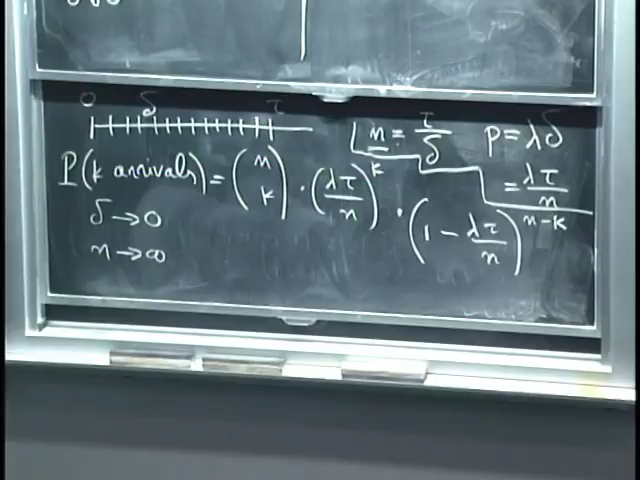 0 δ τ
n = τ/δ p = λδ
= λτ/n
P(k arrivals) = (n k) · (λτ/n)^k · (1 - λτ/n)^(n-k)
δ → 0
n → ∞